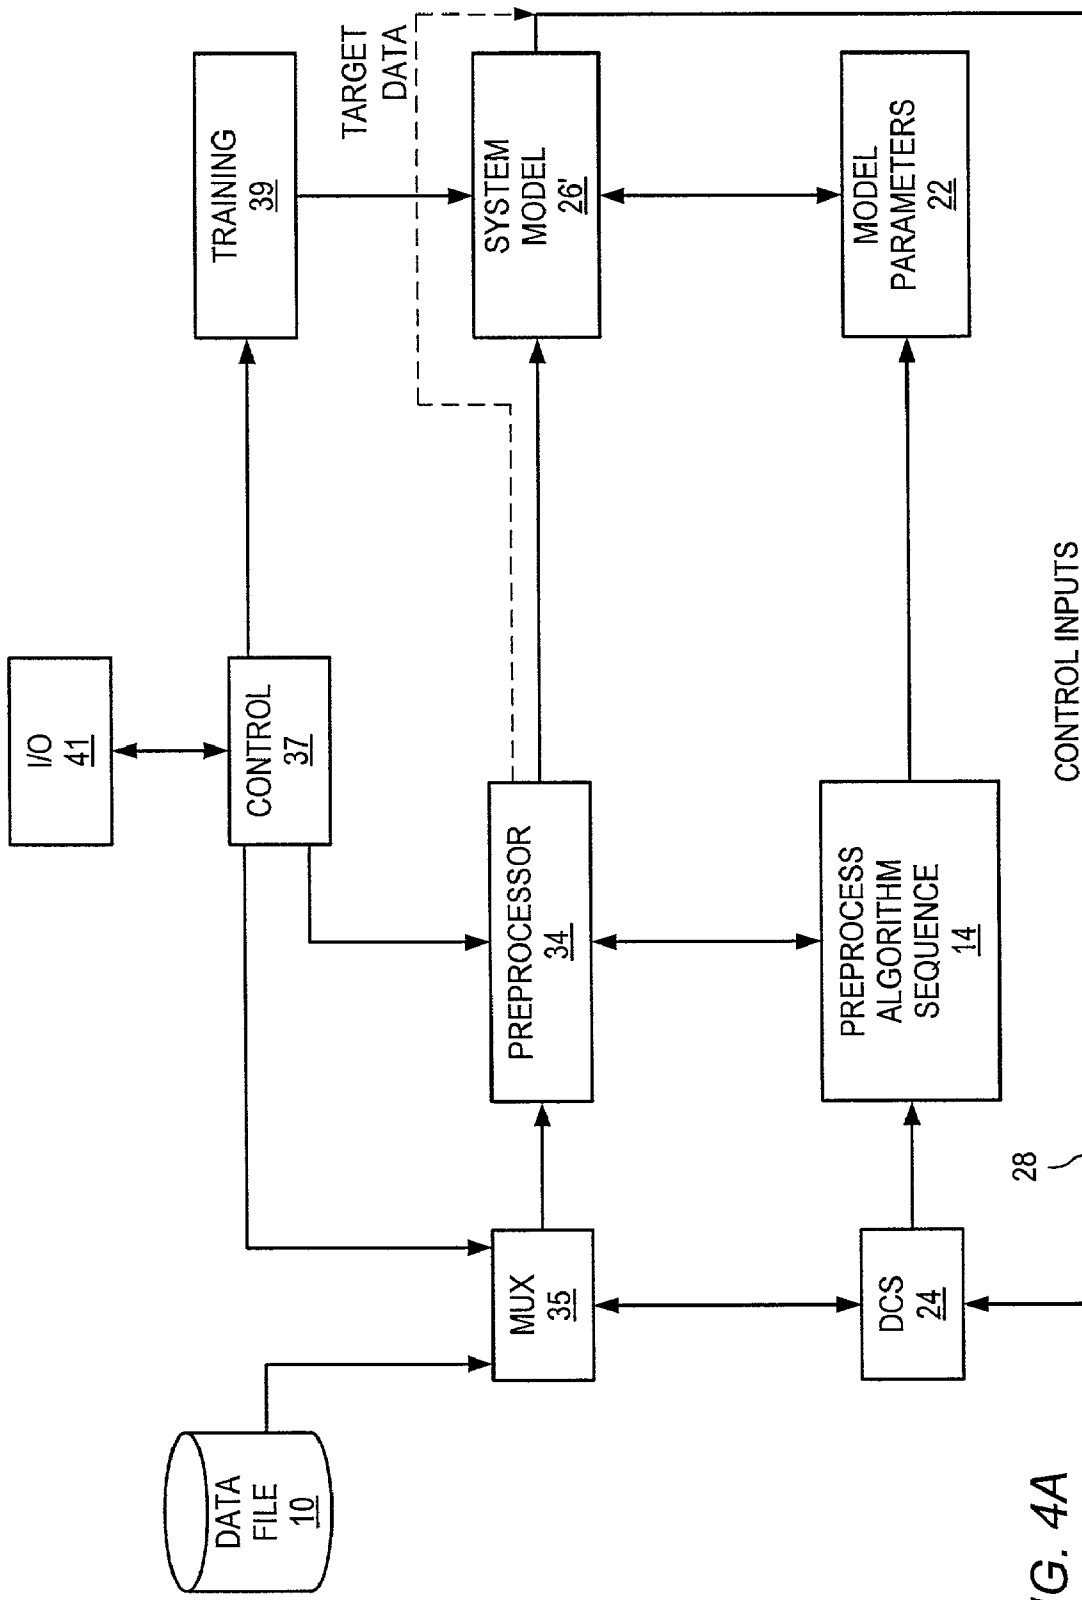 DATA
FILE
10
I/O
41
CONTROL
37
TRAINING
39
TARGET
DATA
MUX
35
PREPROCESSOR
34
SYSTEM
MODEL
26'
DCS
24
PREPROCESS
ALGORITHM
SEQUENCE
14
MODEL
PARAMETERS
22
28
CONTROL INPUTS
IG. 4A